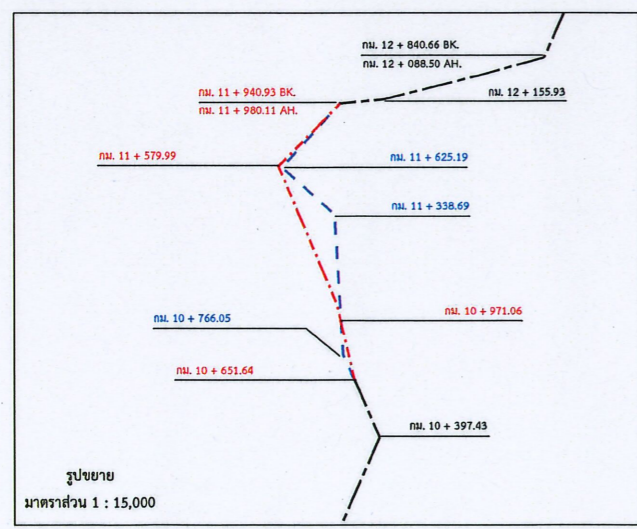 กม. 12 + 840.66 BK.
กม. 12 + 088.50 AH.
กม. 11 + 940.93 BK.
กม. 11 + 980.11 AH.
กม. 12 + 155.93
กม. 11 + 579.99
กม. 11 + 625.19
กม. 11 + 338.69
กม. 10 + 971.06
กม. 10 + 766.05
กม. 10 + 651.64
กม. 10 + 397.43
รูปขยาย
มาตราส่วน 1 : 15,000